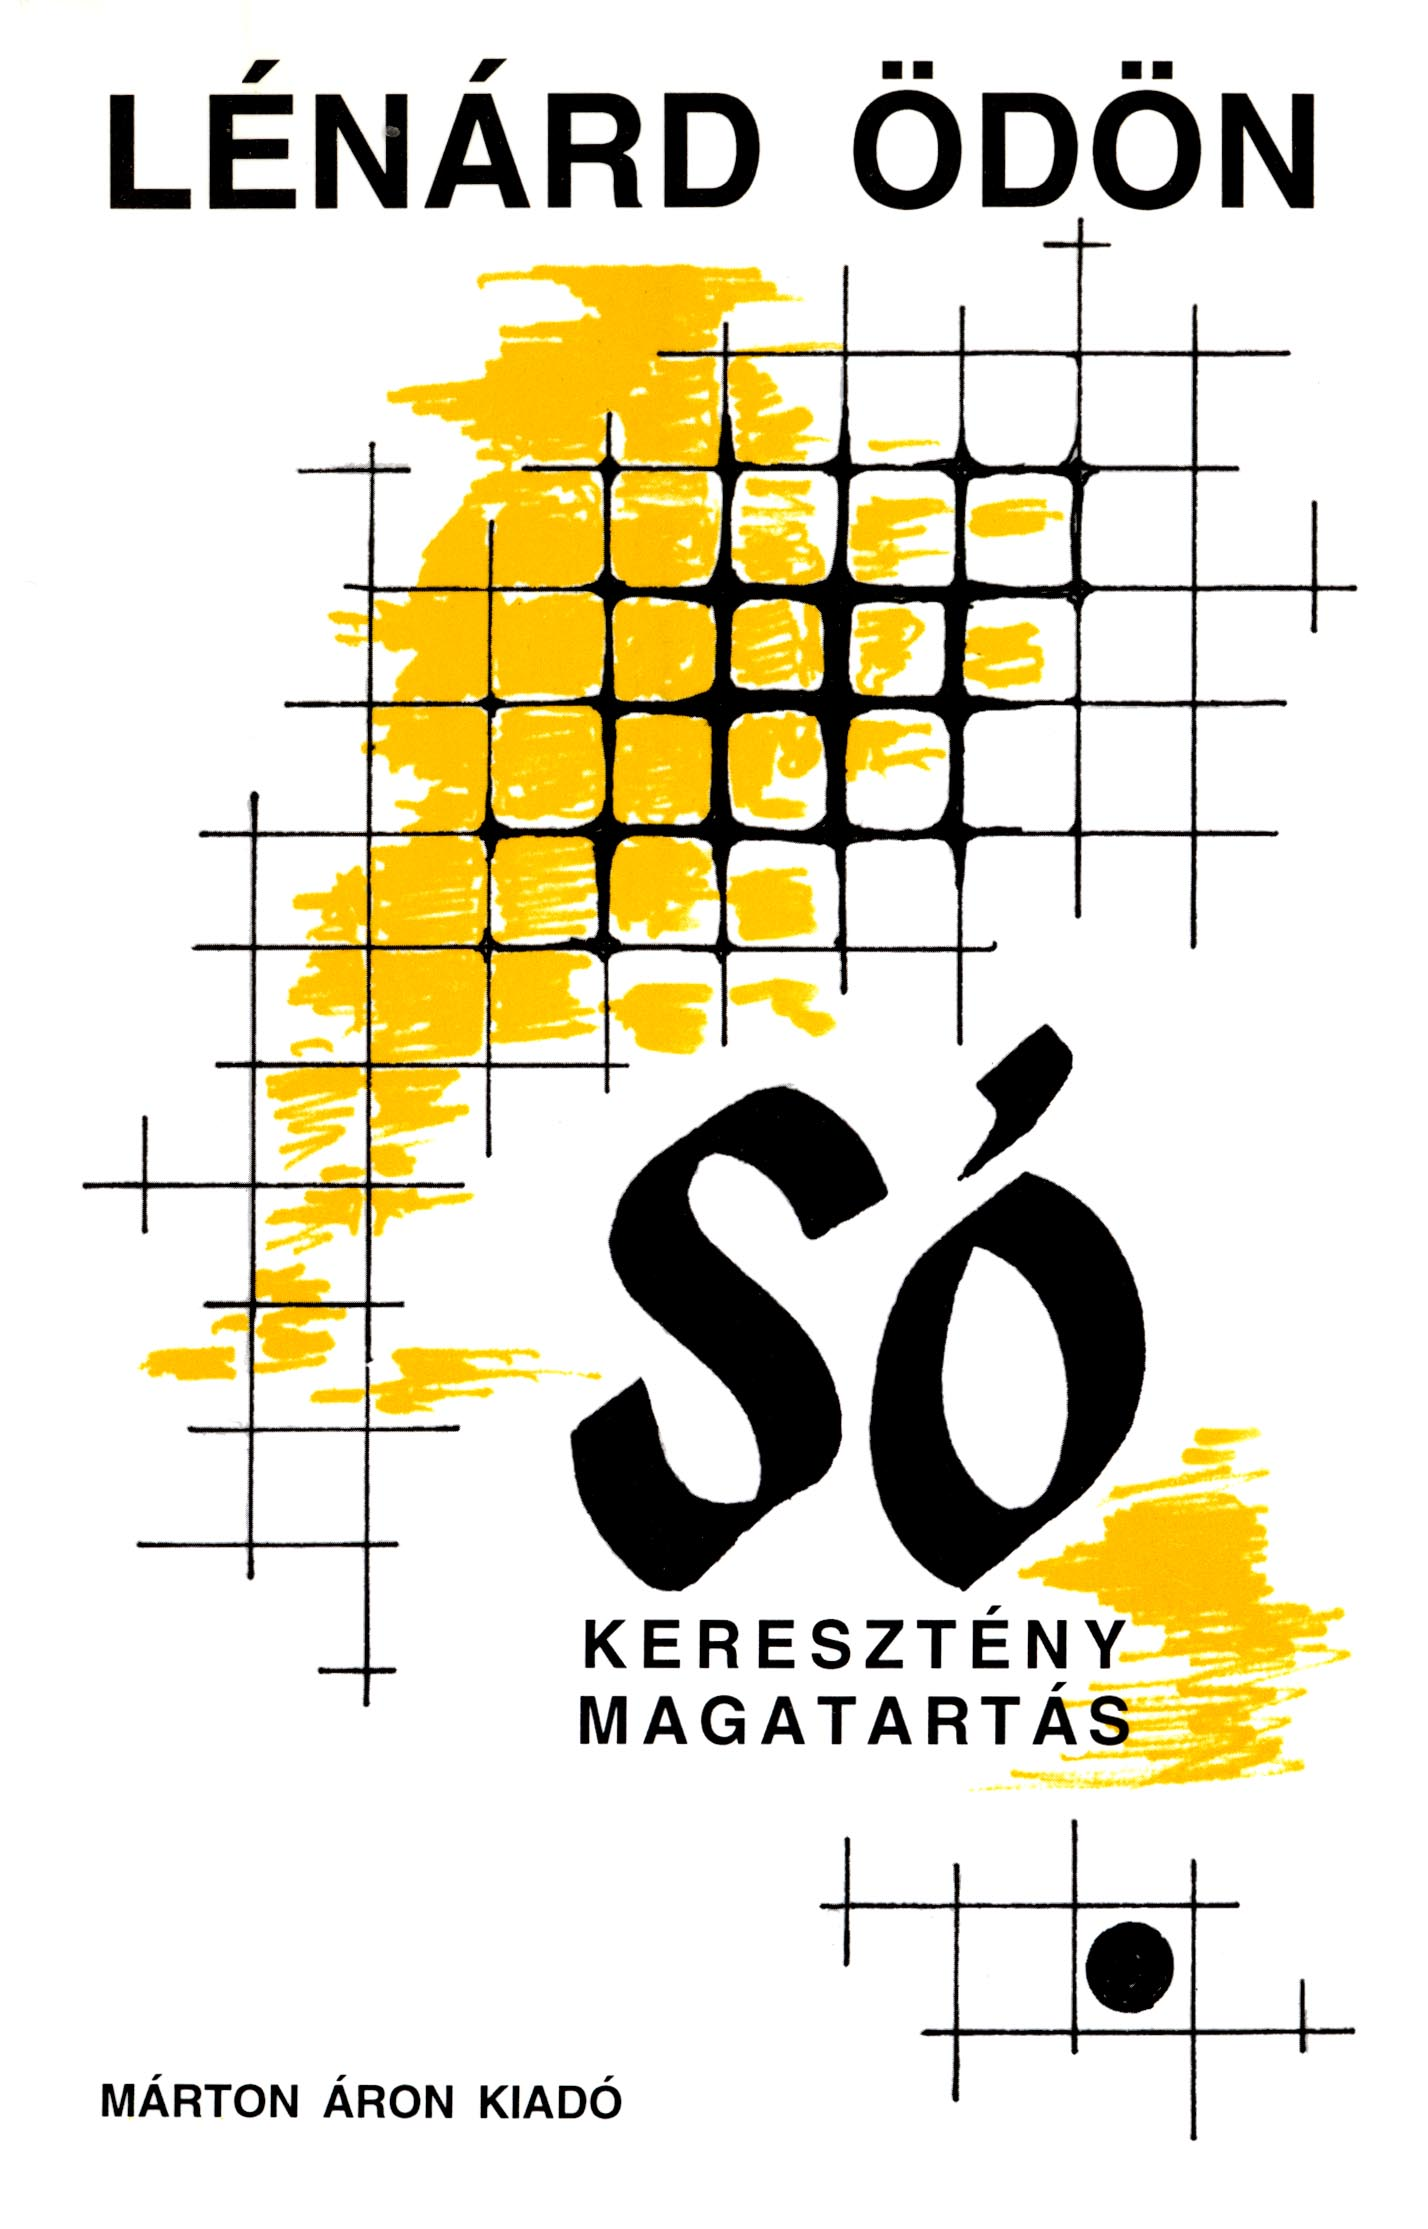 LÉNÁRD ÖDÖN
Só
KERESZTÉNY
MAGATARTÁS
MÁRTON ÁRON KIADÓ